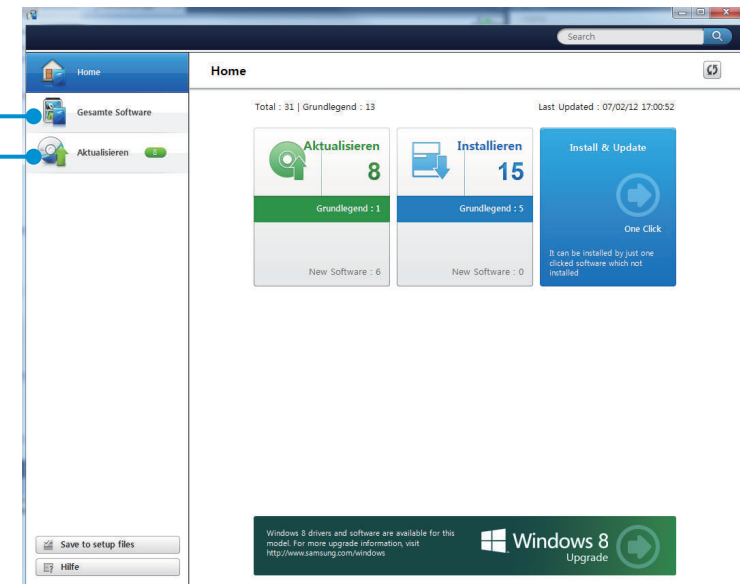 Search
Home
Home
Gesamte Software
Aktualisieren
Total : 31 | Grundlegend : 13
Last Updated : 07/02/12 17:00:52
Aktualisieren
8
Grundlegend : 1
New Software : 6
Installieren
15
Grundlegend : 5
New Software : 0
Install & Update
One Click
It can be installed by just one
clicked software which not
installed
Windows 8 drivers and software are available for this
model. For more upgrade information, visit
http://www.samsung.com/windows
Windows 8
Upgrade
Save to setup files
Hilfe